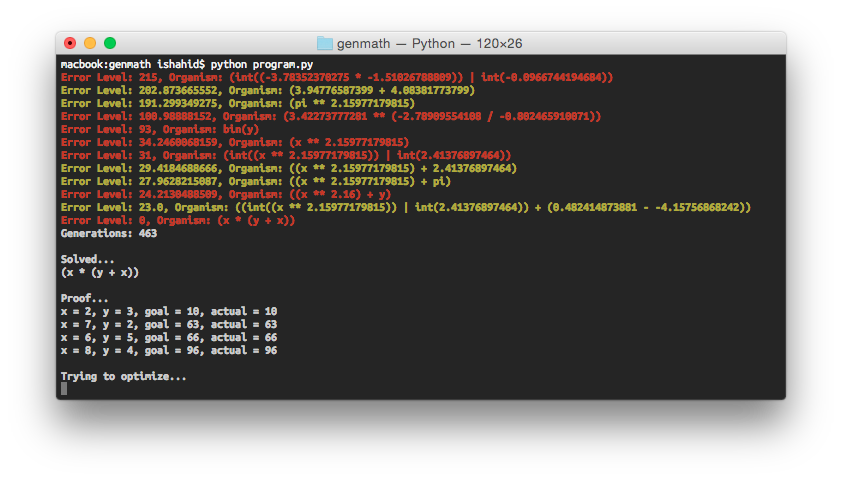 genmath — Python — 120×26
macbook:genmath ishahid$ python program.py
Error Level: 215, Organism: (int((-3.78352378275 * -1.51826788809)) | int(-0.0966744194684))
Error Level: 202.873665552, Organism: (3.94776587399 + 4.08381773799)
Error Level: 191.299349275, Organism: (pi ** 2.15977179815)
Error Level: 100.98888152, Organism: (3.42273777281 ** (-2.78909554108 / -0.802465910071))
Error Level: 93, Organism: bin(y)
Error Level: 34.2460068159, Organism: (x ** 2.15977179815)
Error Level: 31, Organism: (int((x ** 2.15977179815)) | int(2.41376897464))
Error Level: 29.4184688666, Organism: ((x ** 2.15977179815) + 2.41376897464)
Error Level: 27.9628215087, Organism: ((x ** 2.15977179815) + pi)
Error Level: 24.2130488509, Organism: ((x ** 2.16) + y)
Error Level: 23.0, Organism: ((int((x ** 2.15977179815)) | int(2.41376897464)) + (0.482414873881 - -4.15756868242))
Error Level: 0, Organism: (x * (y + x))
Generations: 463
Solved...
(x * (y + x))
Proof...
x = 2, y = 3, goal = 10, actual = 10
x = 7, y = 2, goal = 63, actual = 63
x = 6, y = 5, goal = 66, actual = 66
x = 8, y = 4, goal = 96, actual = 96
Trying to optimize...